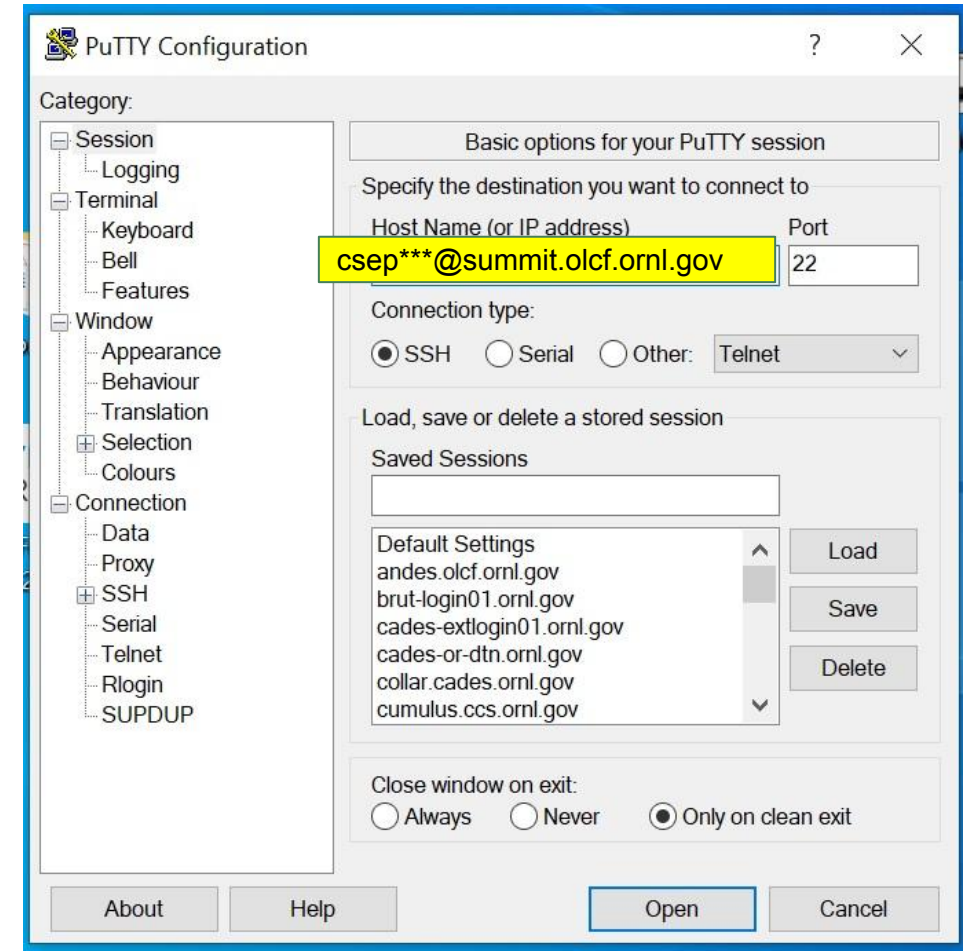 PuTTY Configuration
?
Category:
Session
Logging
Terminal
Keyboard
Bell
Features
Window
Appearance
Behaviour
Translation
Selection
Colours
Connection
Data
Proxy
SSH
Serial
Telnet
Rlogin
SUPDUP
Basic options for your PuTTY session
Specify the destination you want to connect to
Host Name (or IP address) Port
csep***@summit.olcf.ornl.gov 22
Connection type:
SSH Serial Other: Telnet
Load, save or delete a stored session
Saved Sessions
Default Settings
andes.olcf.ornl.gov
brut-login01.ornl.gov
cades-extlogin01.ornl.gov
cades-or-dtn.ornl.gov
collar.cades.ornl.gov
cumulus.ccs.ornl.gov
Load
Save
Delete
Close window on exit:
Always Never Only on clean exit
About Help Open Cancel